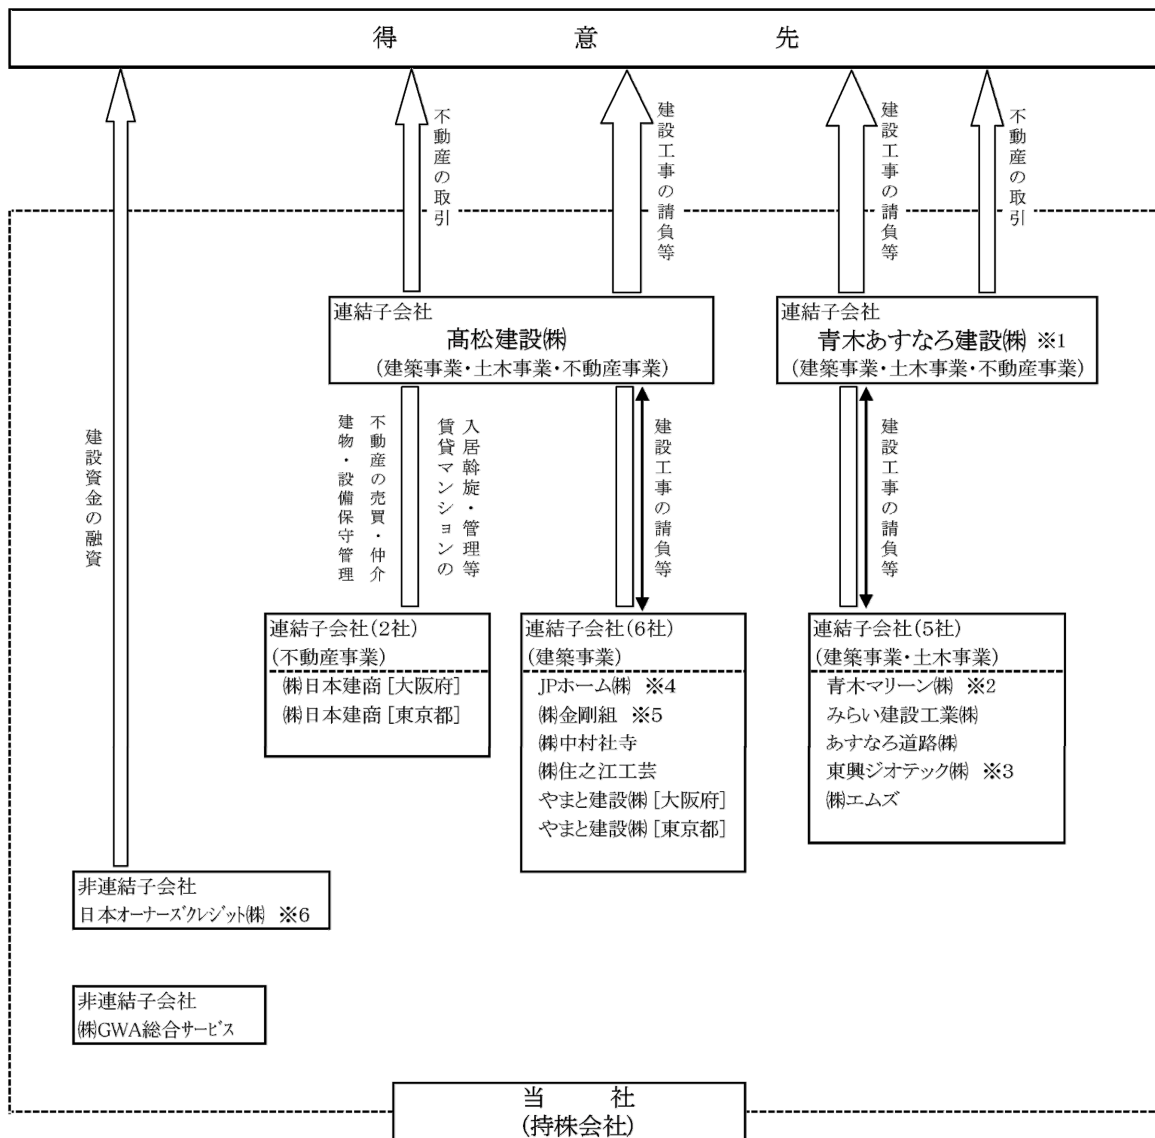 得意先
不動産の取引
建設工事の請負等
建設工事の請負等
不動産の取引
連結子会社
髙松建設㈱
(建築事業・土木事業・不動産事業)
連結子会社
青木あすなろ建設㈱ ※1
(建築事業・土木事業・不動産事業)
建設資金の融資
入居斡旋・管理等
賃貸マンションの
不動産の売買・仲介
建物・設備保守管理
建設工事の請負等
建設工事の請負等
連結子会社(2社)
(不動産事業)
㈱日本建商 [大阪府]
㈱日本建商 [東京都]
連結子会社(6社)
(建築事業)
JPホーム㈱ ※4
㈱金剛組 ※5
㈱中村社寺
㈱住之江工芸
やまと建設㈱ [大阪府]
やまと建設㈱ [東京都]
連結子会社(5社)
(建築事業・土木事業)
青木マリーン㈱ ※2
みらい建設工業㈱
あすなろ道路㈱
東興ジオテック㈱ ※3
㈱エムズ
非連結子会社
日本オーナーズクレジット㈱ ※6
非連結子会社
㈱GWA総合サービス
当社
(持株会社)